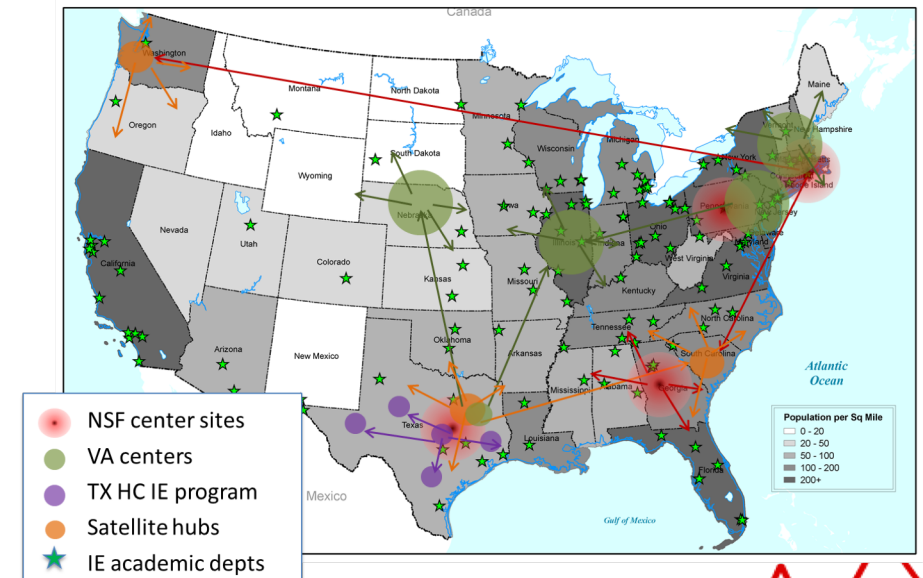 Canada
Washington
Montana
North Dakota
Minnesota
Maine
Oregon
Idaho
Wisconsin
Michigan
New York
New Hampshire
South Dakota
Wyoming
Rhode Island
Nebraska
Iowa
Pennsylvania
Nevada
Utah
Illinois
Indiana
Ohio
Maryland
Colorado
Kansas
Missouri
West Virginia
Virginia
California
Kentucky
North Carolina
Tennessee
Oklahoma
Arkansas
South Carolina
Arizona
New Mexico
Mississippi
Alabama
Georgia
Atlantic
Ocean
Texas
Louisiana
Florida
Mexico
Gulf of Mexico
Population per Sq Mile
0 - 20
20 - 50
50 - 100
100 - 200
200+
NSF center sites
VA centers
TX HC IE program
Satellite hubs
IE academic depts